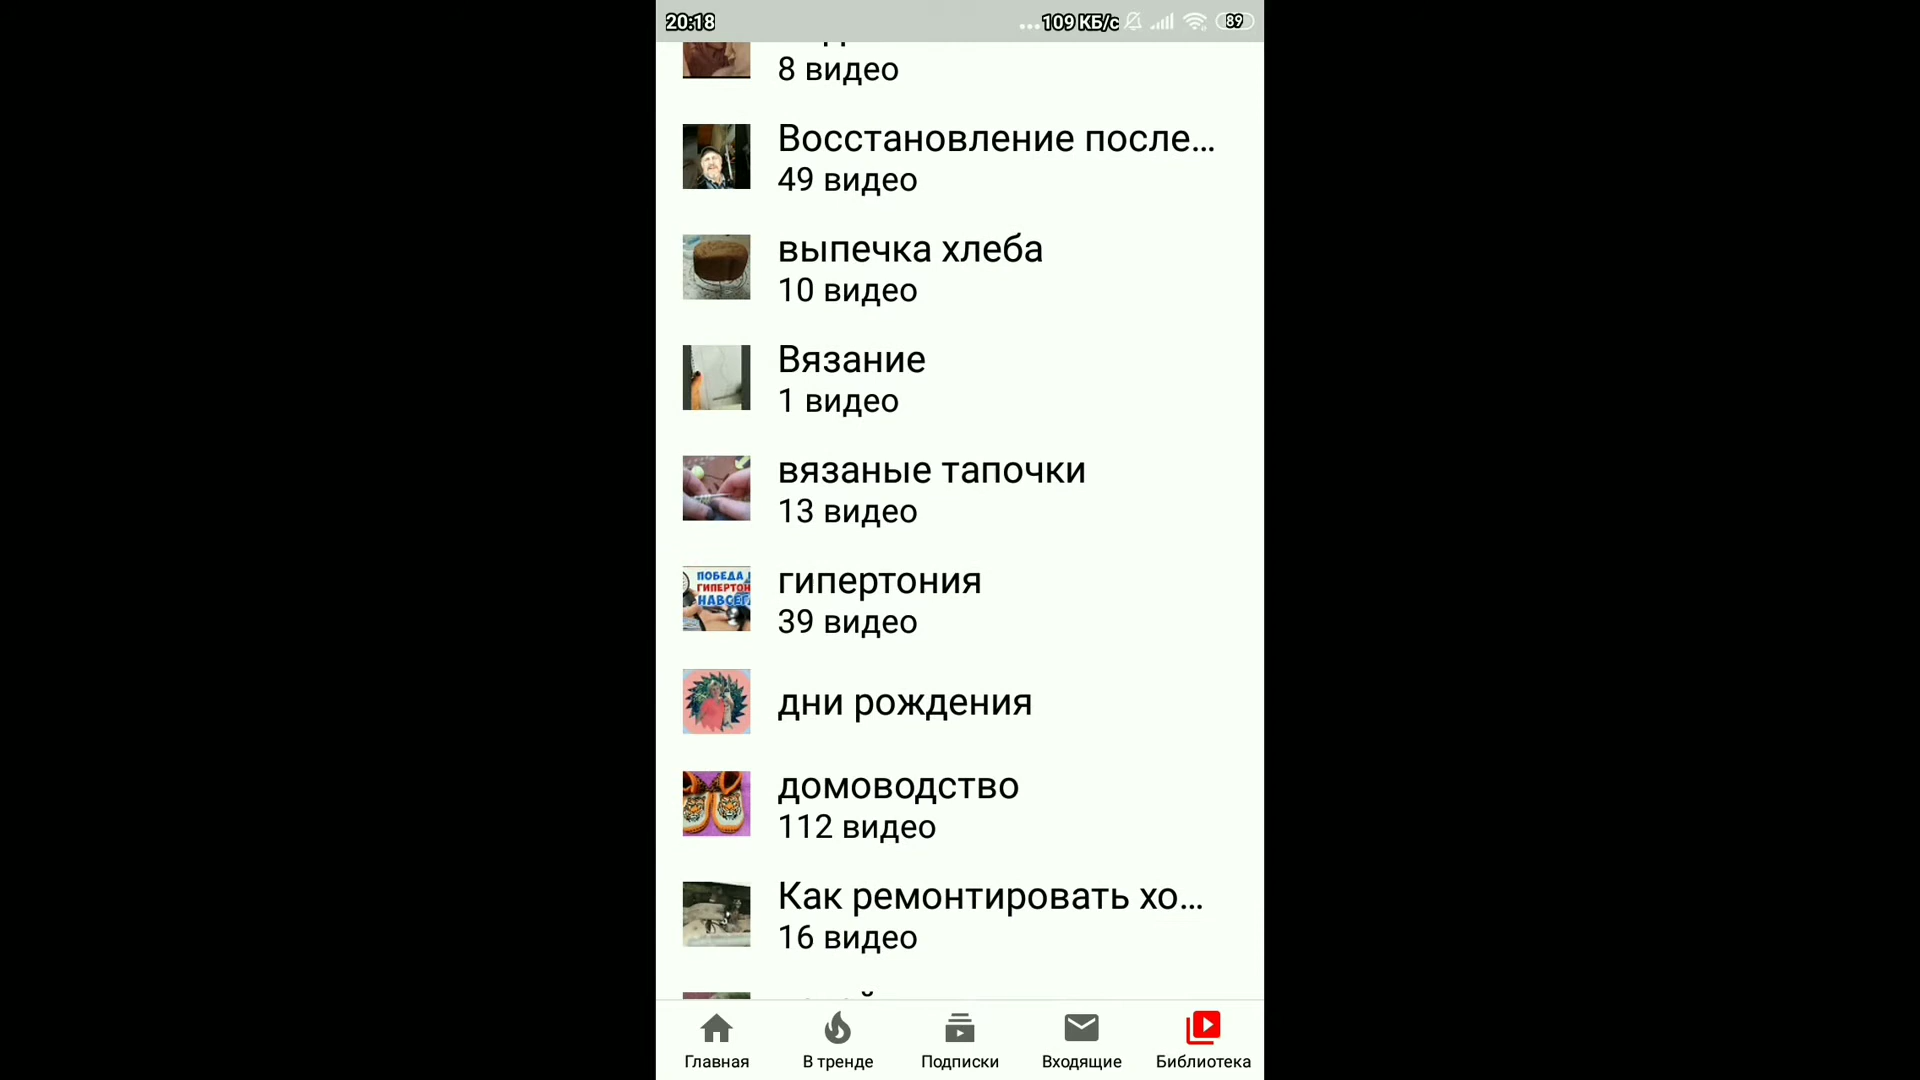 20:18
...109 КБ/с
89
8 видео
Восстановление после...
49 видео
выпечка хлеба
10 видео
Вязание
1 видео
вязаные тапочки
13 видео
ПОБЕДА
ГИПЕРТОН
НАВСЕГ
гипертония
39 видео
дни рождения
домоводство
112 видео
Как ремонтировать хо...
16 видео
Главная
В тренде
Подписки
Входящие
Библиотека